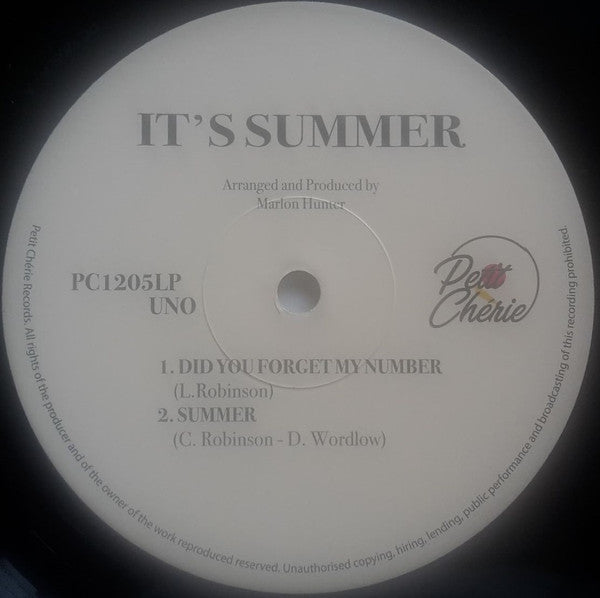 IT'S SUMMER
Arranged and Produced by
Marlon Hunter
PC1205LP
UNO
Petit
Chérie
1. DID YOU FORGET MY NUMBER
(L.Robinson)
2. SUMMER
(C. Robinson - D. Wordlow)
Petit Chérie Records. All rights of the producer and of the owner of the work reproduced reserved. Unauthorised copying, hiring, lending, public performance and broadcasting of this recording prohibited.